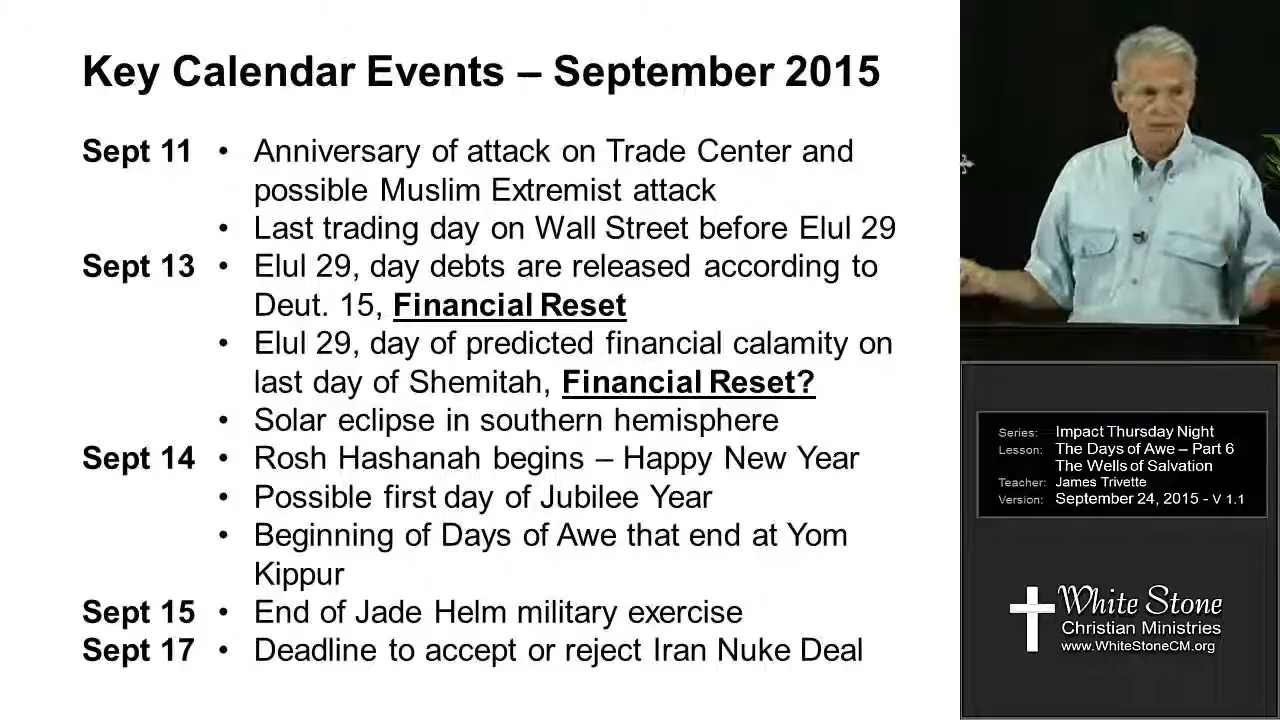 Key Calendar Events – September 2015
Sept 11 • Anniversary of attack on Trade Center and
possible Muslim Extremist attack
• Last trading day on Wall Street before Elul 29
Sept 13 • Elul 29, day debts are released according to
Deut. 15, Financial Reset
• Elul 29, day of predicted financial calamity on
last day of Shemitah, Financial Reset?
• Solar eclipse in southern hemisphere
Sept 14 • Rosh Hashanah begins – Happy New Year
• Possible first day of Jubilee Year
• Beginning of Days of Awe that end at Yom
Kippur
Sept 15 • End of Jade Helm military exercise
Sept 17 • Deadline to accept or reject Iran Nuke Deal
Series: Impact Thursday Night
Lesson: The Days of Awe – Part 6
The Wells of Salvation
Teacher: James Trivette
Version: September 24, 2015 - V 1.1
White Stone
Christian Ministries
www.WhiteStoneCM.org